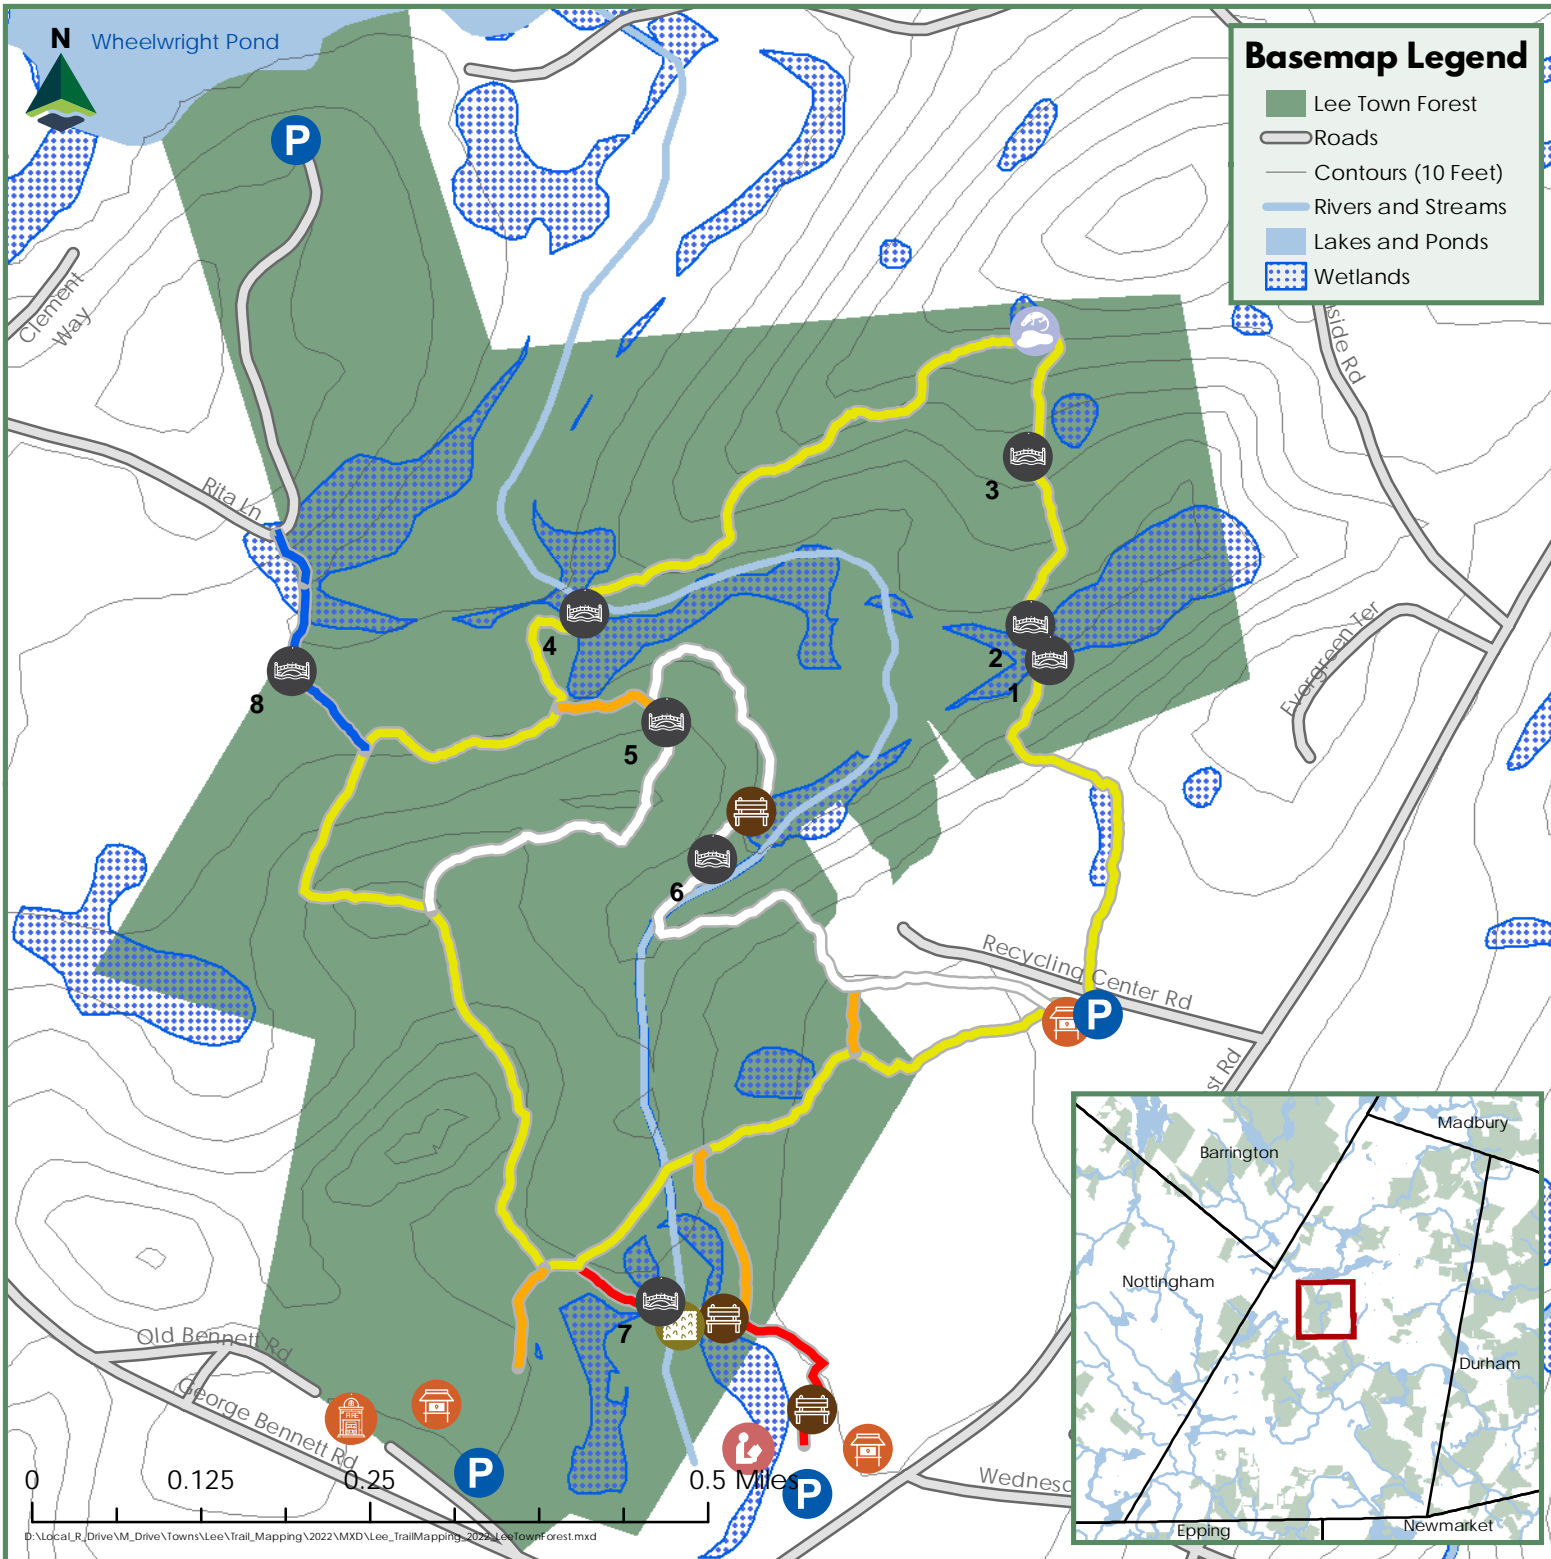 N
Wheelwright Pond
P
Basemap Legend
Lee Town Forest
Roads
Contours (10 Feet)
Rivers and Streams
Lakes and Ponds
Wetlands
Clement
Way
side Rd
Rita Ln
3
Evergreen Ter
4
2
1
8
5
6
Recycling Center Rd
P
st Rd
Madbury
Barrington
Nottingham
Durham
Epping
Newmarket
7
Old Bennett Rd
George Bennett Rd
FIRE
P
P
Wednesd
0
0.125
0.25
0.5 Miles
D:\Local_R_Drive\M_Drive\Towns\Lee\Trail_Mapping\2022\MXD\Lee_TrailMapping_2022_LeeTownForest.mxd